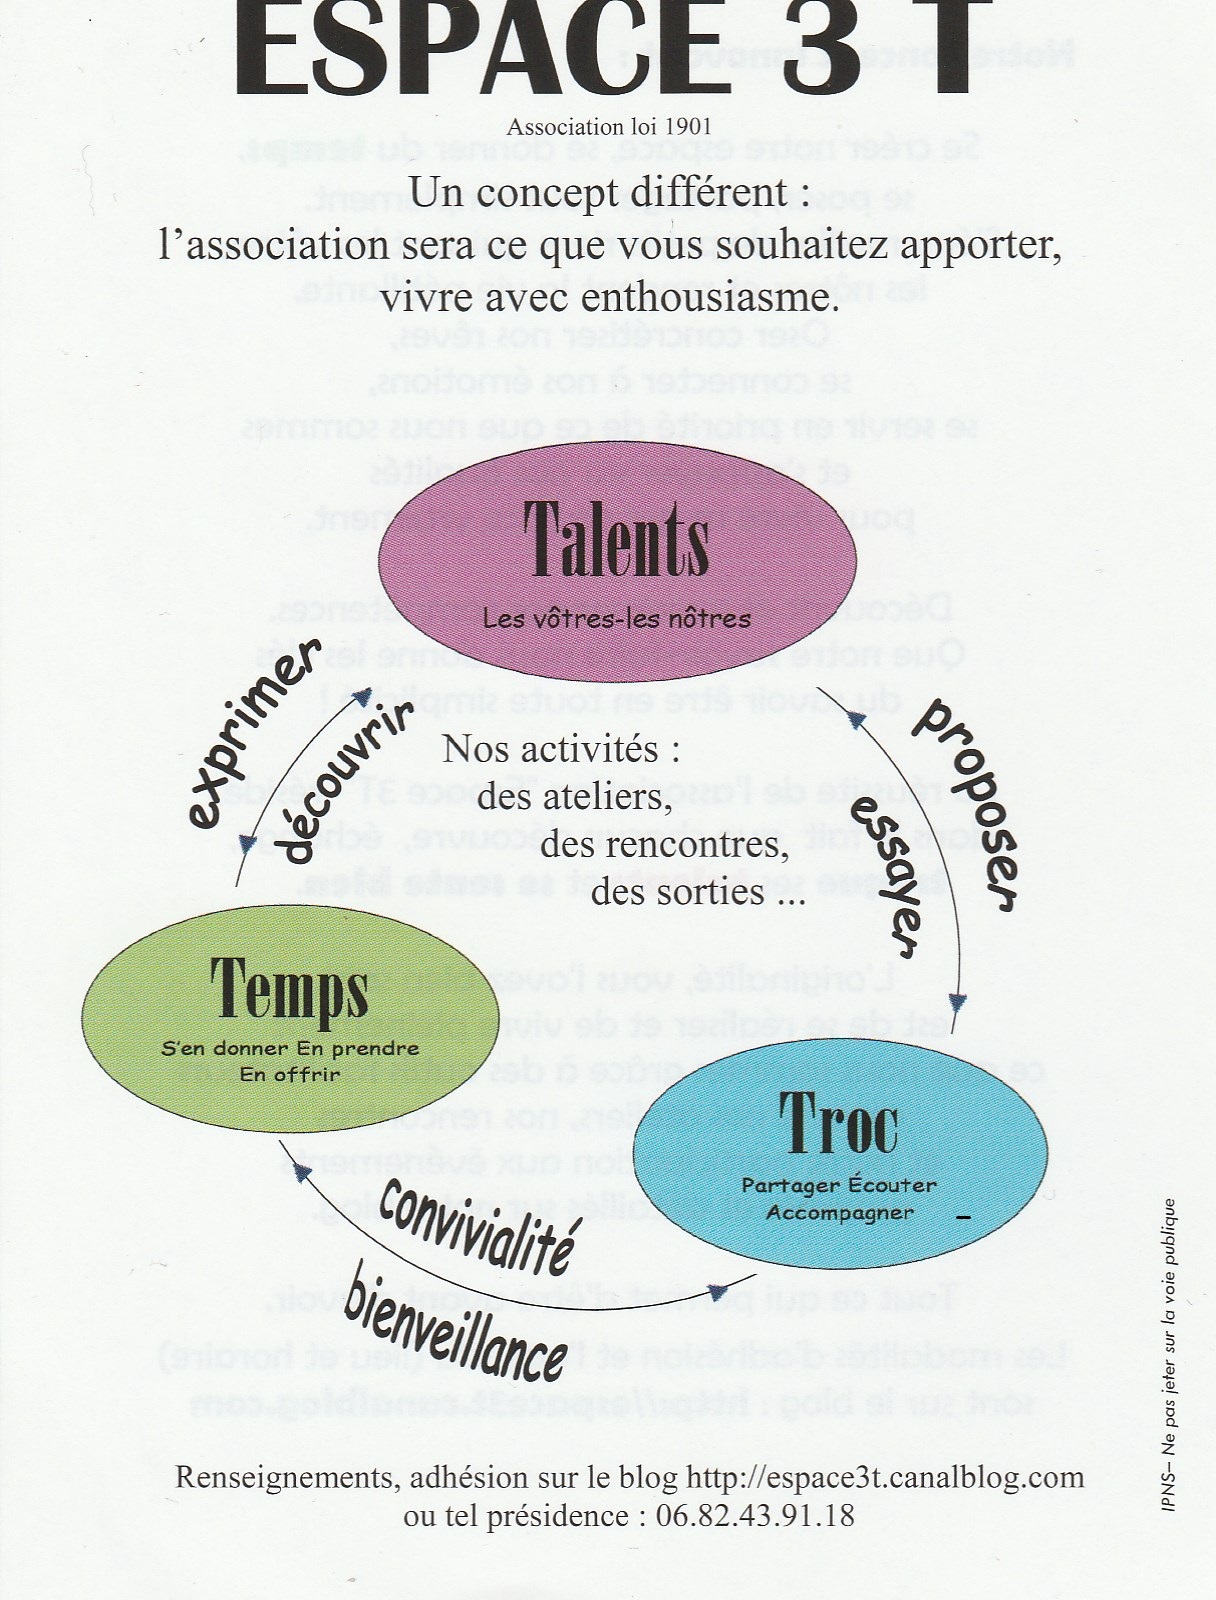 ESPACE 3 T
Association loi 1901
Un concept différent :
l'association sera ce que vous souhaitez apporter,
vivre avec enthousiasme.
Talents
Les vôtres-les nôtres
exprimer
découvrir
proposer
essayer
Nos activités :
des ateliers,
des rencontres,
des sorties ...
Temps
S'en donner En prendre
En offrir
Troc
Partager Écouter
Accompagner
convivialité
bienveillance
IPNS– Ne pas jeter sur la voie publique
Renseignements, adhésion sur le blog http://espace3t.canalblog.com
ou tel présidence : 06.82.43.91.18